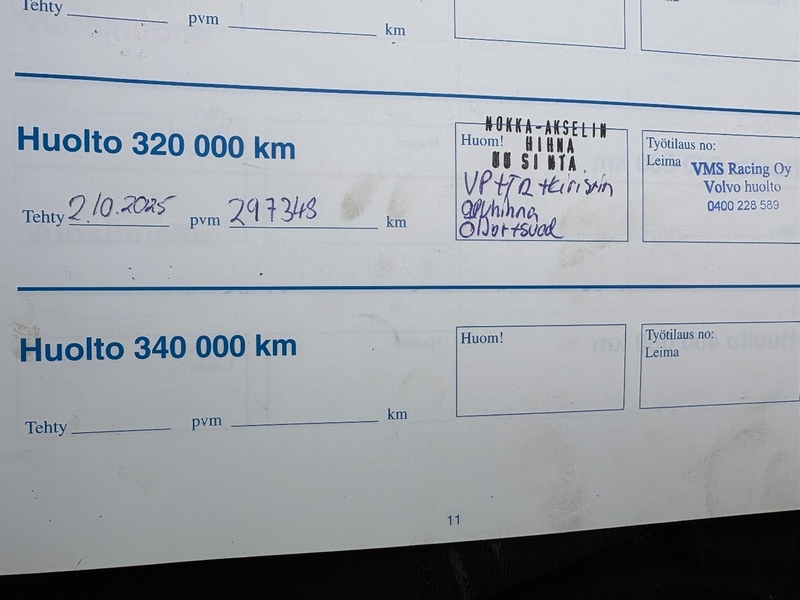 Tehty pvm km
Huolto 320 000 km
Tehty 2.10.2025 pvm 297348 km
Huom!
NOKKA-AKSELIN
HIHNA
UUSINTA
VP + TR + kiristin
apuhihna
Työtilaus no:
Leima
VMS Racing Oy
Volvo huolto
0400 228 589
Huolto 340 000 km
Tehty pvm km
Huom!
Työtilaus no:
Leima
11